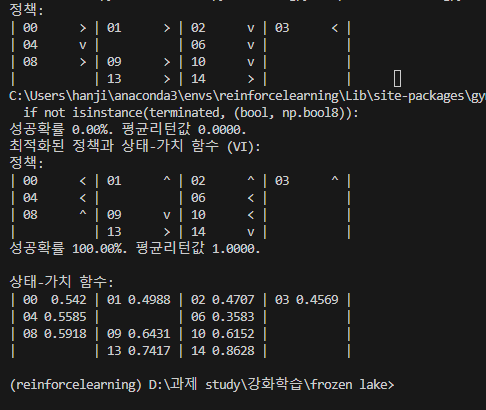 정책:
| 00 > | 01 > | 02 v | 03 < |
| 04 v | | 06 v | |
| 08 > | 09 > | 10 v | |
| | 13 > | 14 > |
C:\Users\hanji\anaconda3\envs\reinforcelearning\Lib\site-packages\gy
if not isinstance(terminated, (bool, np.bool8)):
성공확률 0.00%. 평균리턴값 0.0000.
최적화된 정책과 상태-가치 함수 (VI):
정책:
| 00 < | 01 ^ | 02 ^ | 03 ^ |
| 04 < | | 06 < | |
| 08 ^ | 09 v | 10 < | |
| | 13 > | 14 v |
성공확률 100.00%. 평균리턴값 1.0000.
상태-가치 함수:
| 00 0.542 | 01 0.4988 | 02 0.4707 | 03 0.4569 |
| 04 0.5585 | | 06 0.3583 | |
| 08 0.5918 | 09 0.6431 | 10 0.6152 | |
| | 13 0.7417 | 14 0.8628 |
(reinforcelearning) D:\과제 study\강화학습\frozen lake>